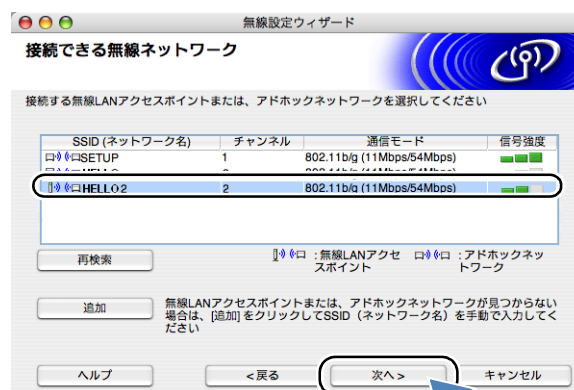 無線設定ウィザード
接続できる無線ネットワーク
接続する無線LANアクセスポイントまたは、アドホックネットワークを選択してください
SSID (ネットワーク名) チャンネル 通信モード 信号強度
SETUP 1 802.11b/g (11Mbps/54Mbps)
HELLO2 2 802.11b/g (11Mbps/54Mbps)
再検索
:無線LANアクセスポイント
:アドホックネットワーク
追加
無線LANアクセスポイントまたは、アドホックネットワークが見つからない
場合は、[追加] をクリックしてSSID（ネットワーク名）を手動で入力してく
ださい
ヘルプ <戻る 次へ> キャンセル